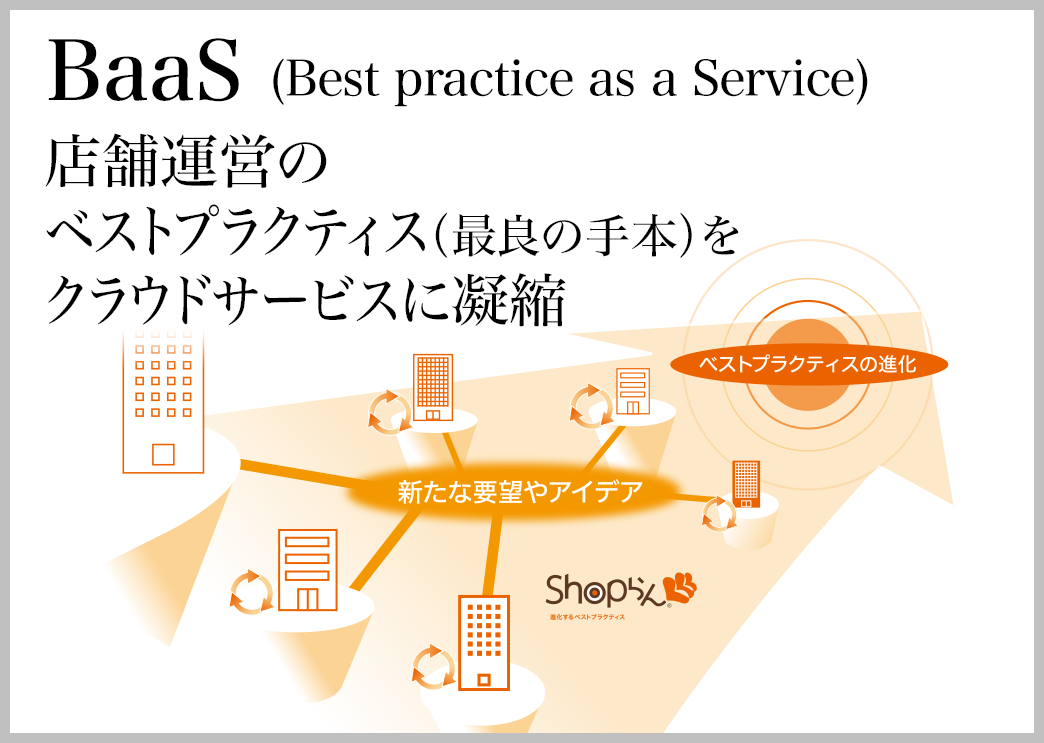 BaaS (Best practice as a Service)
店舗運営の
ベストプラクティス(最良の手本)を
クラウドサービスに凝縮
ベストプラクティスの進化
新たな要望やアイデア
Shopらん®
進化するベストプラクティス